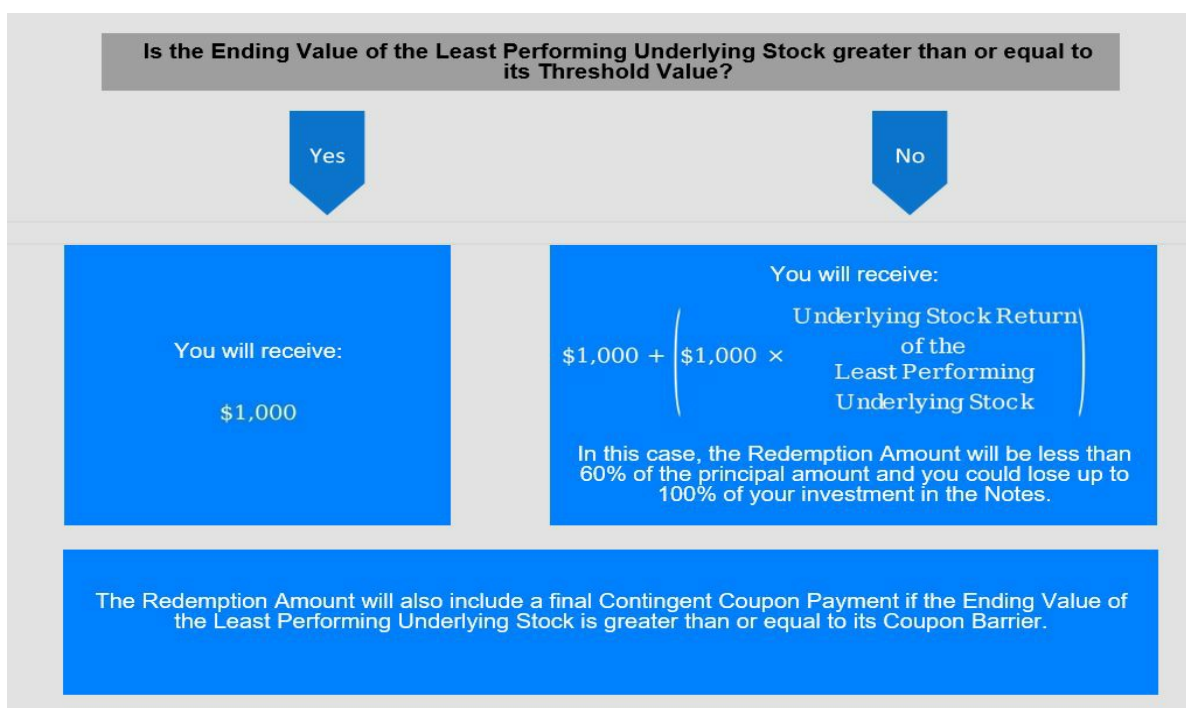 Is the Ending Value of the Least Performing Underlying Stock greater than or equal to
its Threshold Value?
Yes
No
You will receive:
$1,000
You will receive:
$1,000 + ($1,000 × Underlying Stock Return
of the
Least Performing
Underlying Stock)
In this case, the Redemption Amount will be less than
60% of the principal amount and you could lose up to
100% of your investment in the Notes.
The Redemption Amount will also include a final Contingent Coupon Payment if the Ending Value of
the Least Performing Underlying Stock is greater than or equal to its Coupon Barrier.